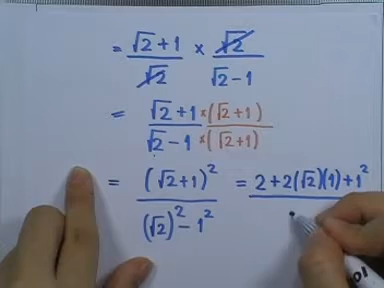 = √2+1/√2 × √2/√2-1
= √2+1/√2-1 ×(√2+1)/×(√2+1)
= (√2+1)²/(√2)²-1² = 2+2(√2)(1)+1²